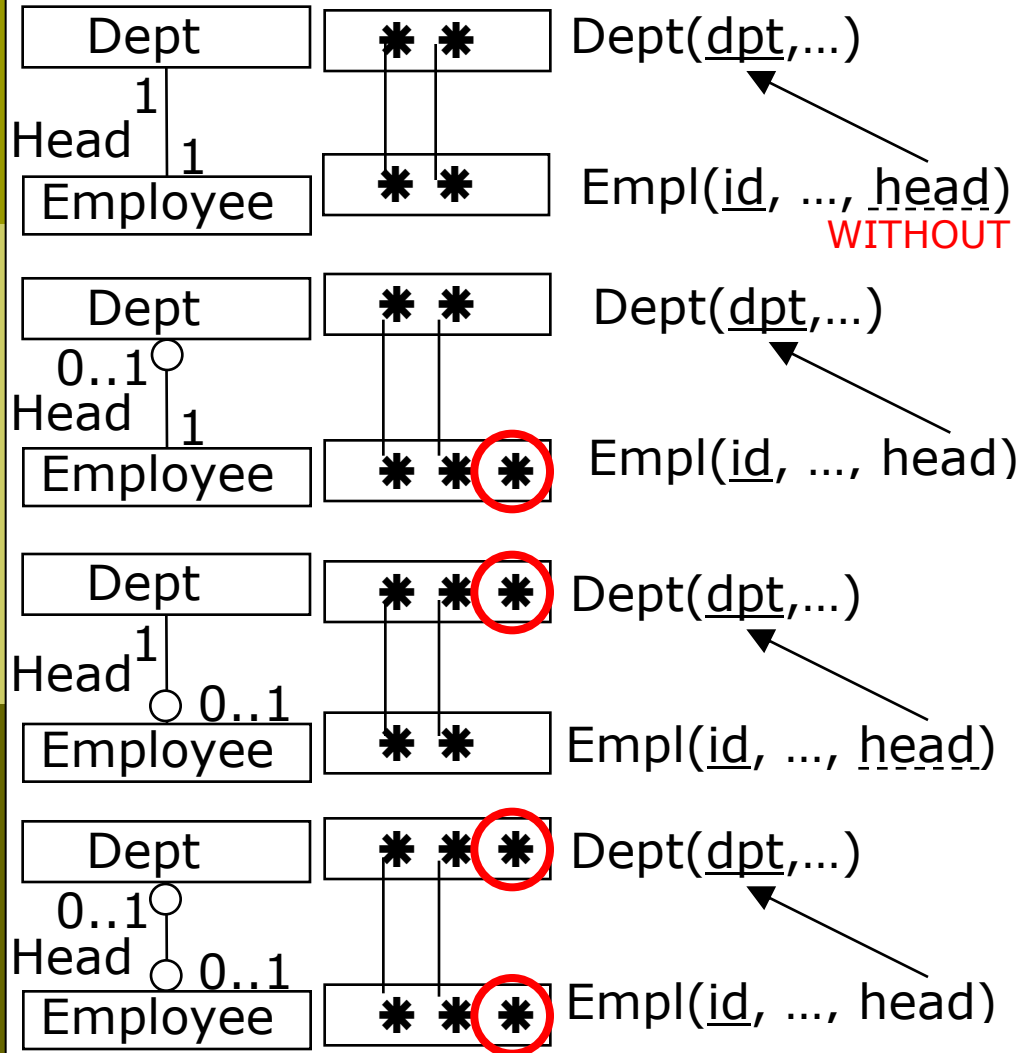 Dept
1
Head
1
Employee
* *
* *
Dept(dpt,...)
Empl(id, ..., head)
WITHOUT
Dept
0..1
Head
1
Employee
* *
* * *
Dept(dpt,...)
Empl(id, ..., head)
Dept
1
Head
0..1
Employee
* * *
* *
Dept(dpt,...)
Empl(id, ..., head)
Dept
0..1
Head
0..1
Employee
* * *
* * *
Dept(dpt,...)
Empl(id, ..., head)